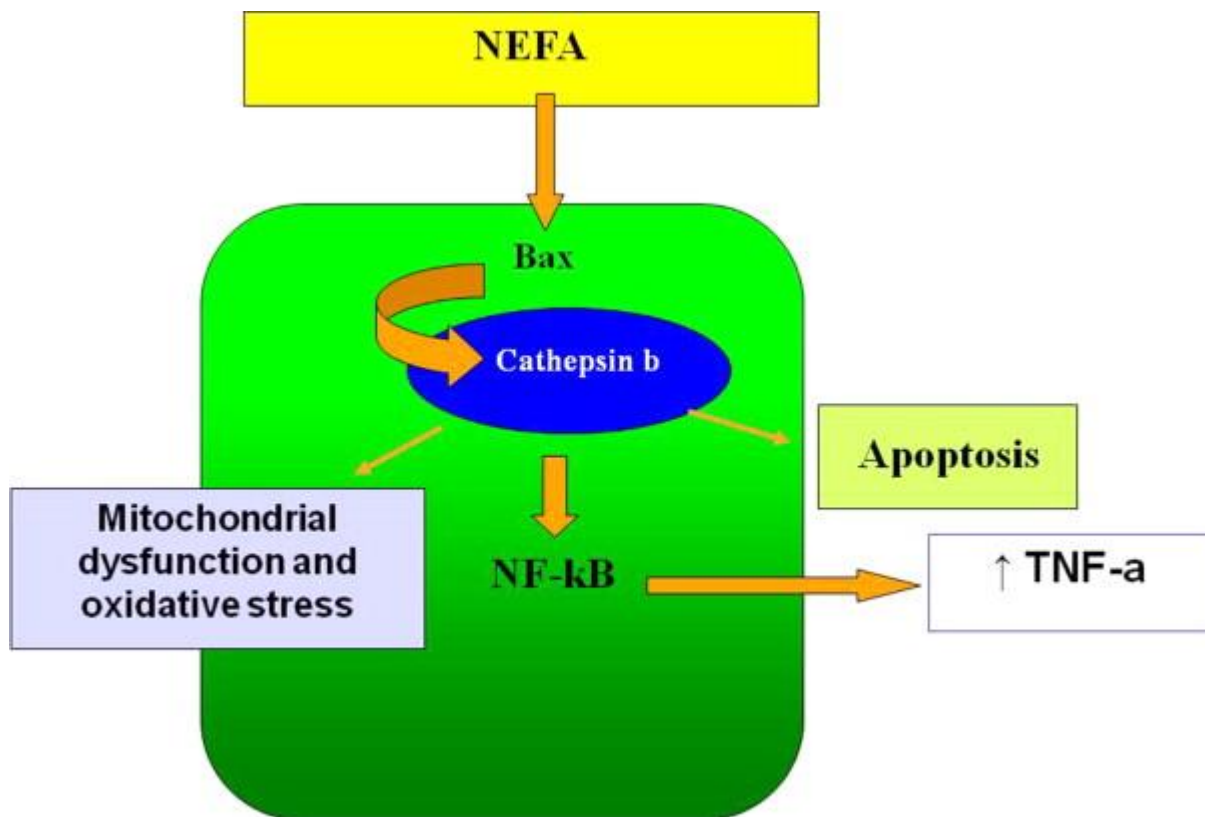 NEFA
Bax
Cathepsin b
Apoptosis
Mitochondrial
dysfunction and
oxidative stress
NF-kB
↑ TNF-a